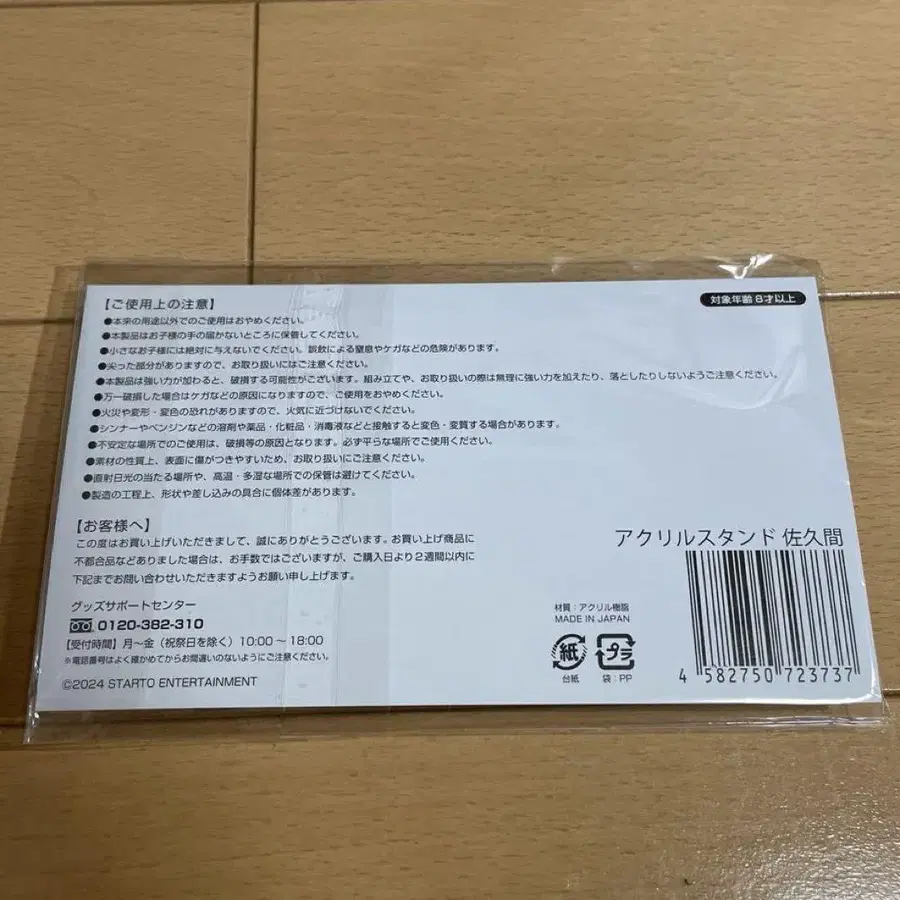 【ご使用上の注意】
対象年齢 8才以上
●本来の用途以外でのご使用はおやめください。
●本製品はお子様の手の届かないところに保管してください。
●小さなお子様には絶対に与えないでください。誤飲による窒息やケガなどの危険があります。
●尖った部分がありますので、お取り扱いにはご注意ください。
●本製品は強い力が加わると、破損する可能性がございます。組み立てや、お取り扱いの際は無理に強い力を加えたり、落としたりしないようご注意ください。
●万一破損した場合はケガなどの原因になりますので、ご使用をおやめください。
●火災や変形・変色の恐れがありますので、火気に近づけないでください。
●シンナーやベンジンなどの溶剤や薬品・化粧品・消毒液などと接触すると変色・変質する場合があります。
●不安定な場所でのご使用は、破損等の原因となります。必ず平らな場所でご使用ください。
●素材の性質上、表面に傷がつきやすいため、お取り扱いにご注意ください。
●直射日光の当たる場所や、高温・多湿な場所での保管は避けてください。
●製造の工程上、形状や差し込みの具合に個体差があります。
【お客様へ】
この度はお買い上げいただきまして、誠にありがとうございます。お買い上げ商品に
不都合品などありました場合は、お手数ではございますが、ご購入日より2週間以内に
下記までお問い合わせいただきますようお願い申し上げます。
アクリルスタンド 佐久間
グッズサポートセンター
0120-382-310
【受付時間】月〜金（祝祭日を除く）10:00〜18:00
※電話番号はよく確かめてからお間違いのないようにご注意ください。
©2024 STARTO ENTERTAINMENT
材質：アクリル樹脂
MADE IN JAPAN
紙
プラ
台紙
袋：PP
4 582750 723737